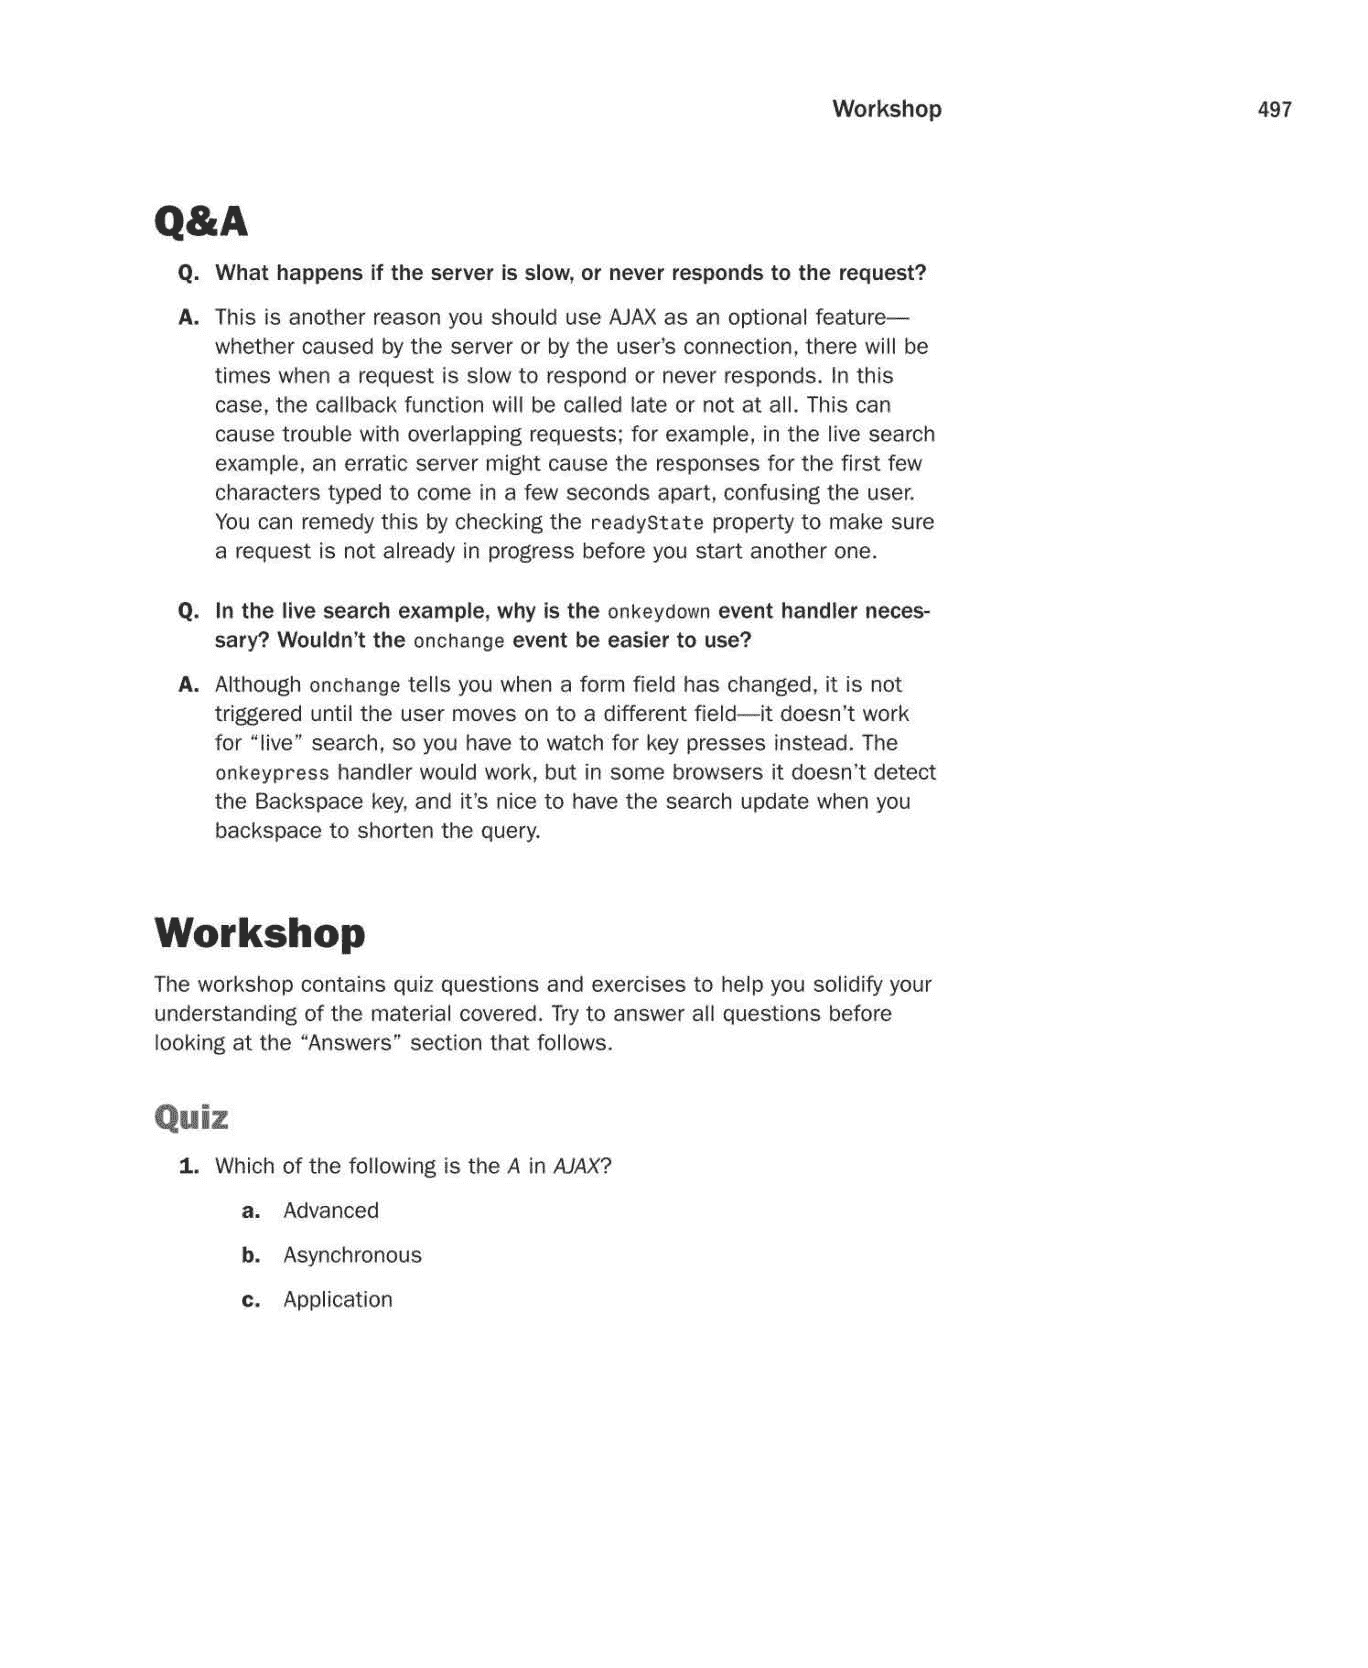 Workshop 497
Q&A
Q. What happens if the server is slow, or never responds to the request?
A. This is another reason you should use AJAX as an optional feature—
whether caused by the server or by the user’s connection, there will be
times when a request is slow to respond or never responds. In this
case, the callback function will be called late or not at all. This can
cause trouble with overlapping requests; for example, in the live search
example, an erratic server might cause the responses for the first few
characters typed to come in a few seconds apart, confusing the user.
You can remedy this by checking the readyState property to make sure
a request is not already in progress before you start another one.
Q. In the live search example, why is the onkeydown event handler neces-
sary? Wouldn’t the onchange event be easier to use?
A. Although onchange tells you when a form field has changed, it is not
triggered until the user moves on to a different field—it doesn’t work
for “live” search, so you have to watch for key presses instead. The
onkeypress handler would work, but in some browsers it doesn’t detect
the Backspace key, and it’s nice to have the search update when you
backspace to shorten the query.
Workshop
The workshop contains quiz questions and exercises to help you solidify your
understanding of the material covered. Try to answer all questions before
looking at the “Answers” section that follows.
Quiz
1. Which of the following is the A in AJAX?
a. Advanced
b. Asynchronous
c. Application